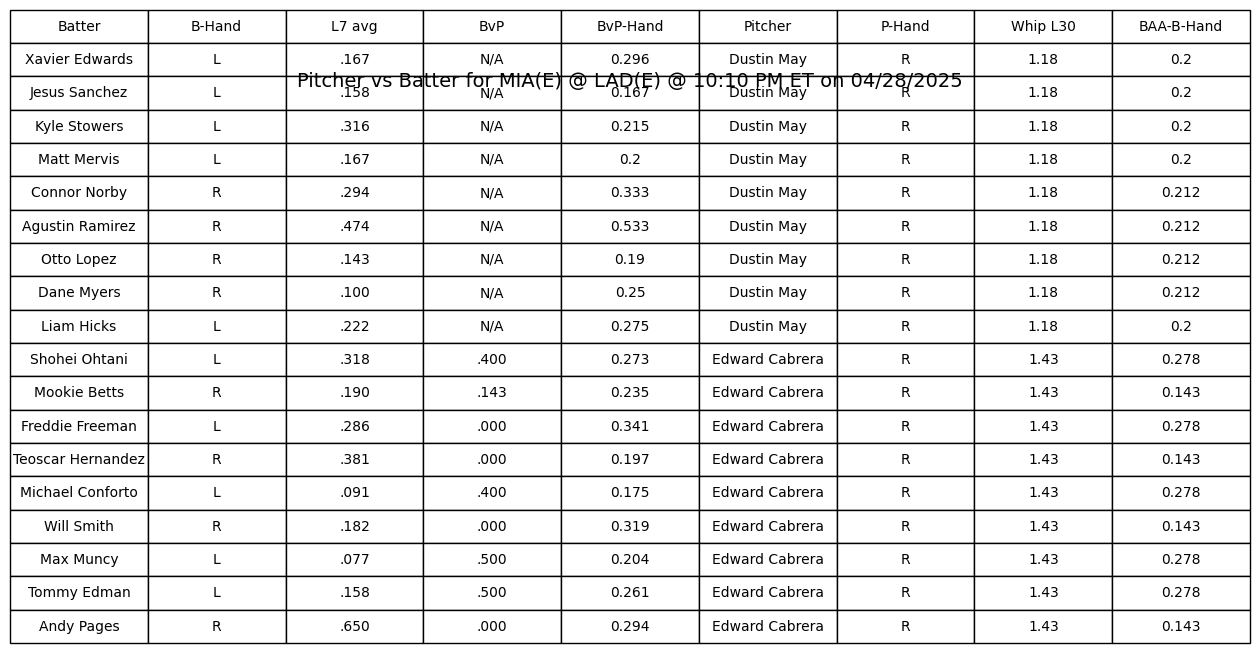 Batter B-Hand L7 avg BvP BvP-Hand Pitcher P-Hand Whip L30 BAA-B-Hand
Xavier Edwards L .167 N/A 0.296 Dustin May R 1.18 0.2
Pitcher vs Batter for MIA(E) @ LAD(E) @ 10:10 PM ET on 04/28/2025
Jesus Sanchez L .158 N/A 0.167 Dustin May R 1.18 0.2
Kyle Stowers L .316 N/A 0.215 Dustin May R 1.18 0.2
Matt Mervis L .167 N/A 0.2 Dustin May R 1.18 0.2
Connor Norby R .294 N/A 0.333 Dustin May R 1.18 0.212
Agustin Ramirez R .474 N/A 0.533 Dustin May R 1.18 0.212
Otto Lopez R .143 N/A 0.19 Dustin May R 1.18 0.212
Dane Myers R .100 N/A 0.25 Dustin May R 1.18 0.212
Liam Hicks L .222 N/A 0.275 Dustin May R 1.18 0.2
Shohei Ohtani L .318 .400 0.273 Edward Cabrera R 1.43 0.278
Mookie Betts R .190 .143 0.235 Edward Cabrera R 1.43 0.143
Freddie Freeman L .286 .000 0.341 Edward Cabrera R 1.43 0.278
Teoscar Hernandez R .381 .000 0.197 Edward Cabrera R 1.43 0.143
Michael Conforto L .091 .400 0.175 Edward Cabrera R 1.43 0.278
Will Smith R .182 .000 0.319 Edward Cabrera R 1.43 0.143
Max Muncy L .077 .500 0.204 Edward Cabrera R 1.43 0.278
Tommy Edman L .158 .500 0.261 Edward Cabrera R 1.43 0.278
Andy Pages R .650 .000 0.294 Edward Cabrera R 1.43 0.143